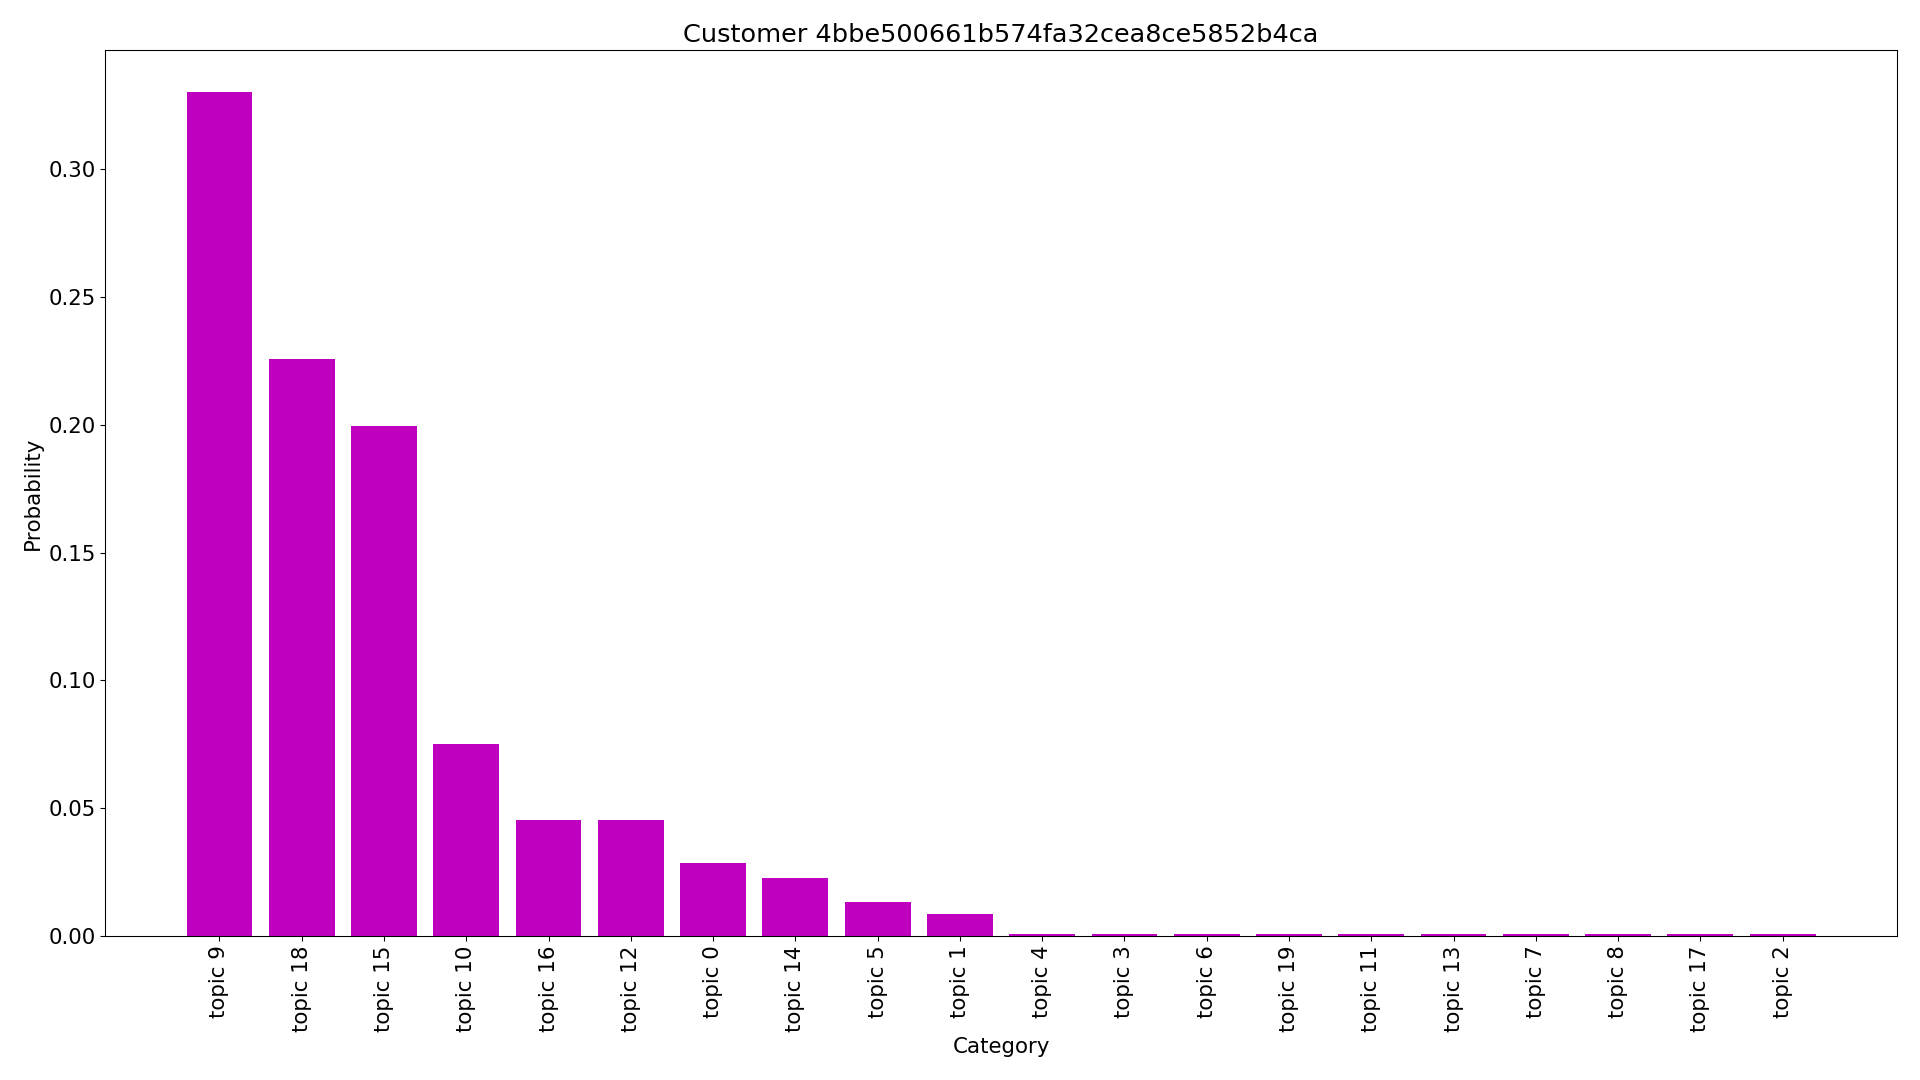 Customer 4bbe500661b574fa32cea8ce5852b4ca
Probability
0.30
0.25
0.20
0.15
0.10
0.05
0.00
topic 9
topic 18
topic 15
topic 10
topic 16
topic 12
topic 0
topic 14
topic 5
topic 1
topic 4
topic 3
topic 6
topic 19
topic 11
topic 13
topic 7
topic 8
topic 17
topic 2
Category